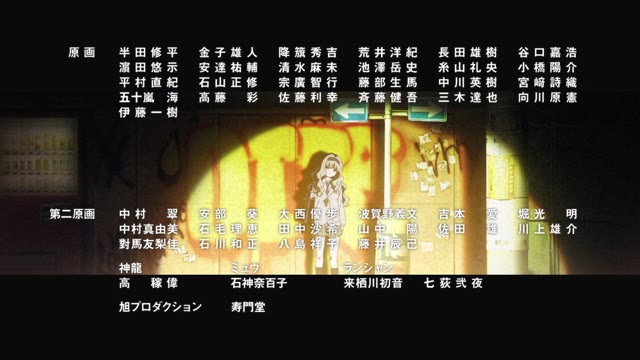 原画 半田修平 金子雄人 降籏秀吉 荒井洋紀 長田雄樹 谷口嘉浩
濵田悠示 安達祐輔 清水麻未 池澤岳史 糸山礼央 小橋陽介
平村直紀 石山正修 宗廣智行 藤部生馬 中川英樹 宮﨑詩織
五十嵐海 高藤彩 佐藤利幸 斉藤健吾 三木達也 向川原憲
伊藤一樹
第二原画 中村翠 安部葵 大西優歩 波賀野義文 吉本愛 堀光明
中村真由美 石毛理恵 田中沙希 山中陽 佐田雄 川上雄介
對馬友梨佳 石川和正 八島祥子 藤井辰己
神龍 ミュウ ランシャン
高稼偉 石神奈百子 来栖川初音 七荻弐夜
旭プロダクション 寿門堂